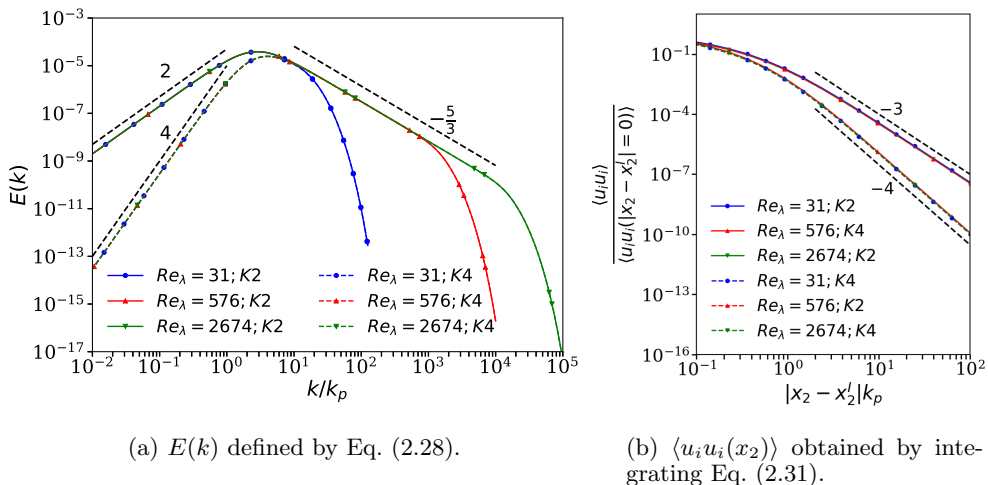 10^{-3}
10^{-5}
10^{-7}
10^{-9}
10^{-11}
10^{-13}
10^{-15}
10^{-17}
E(k)
2
4
-\frac{5}{3}
Re_λ = 31; K2
Re_λ = 576; K2
Re_λ = 2674; K2
Re_λ = 31; K4
Re_λ = 576; K4
Re_λ = 2674; K4
10^{-2} 10^{-1} 10^{0} 10^{1} 10^{2} 10^{3} 10^{4} 10^{5}
k/k_p
(a) E(k) defined by Eq. (2.28).
10^{-1}
10^{-4}
10^{-7}
10^{-10}
10^{-13}
10^{-16}
⟨u_i u_i⟩
⟨u_i u_i(|x_2 − x_2^I| = 0)⟩
−3
−4
Re_λ = 31; K2
Re_λ = 576; K4
Re_λ = 2674; K2
Re_λ = 31; K4
Re_λ = 576; K2
Re_λ = 2674; K4
10^{-1} 10^{0} 10^{1} 10^{2}
|x_2 − x_2^I|k_p
(b) ⟨u_i u_i(x_2)⟩ obtained by inte-
grating Eq. (2.31).